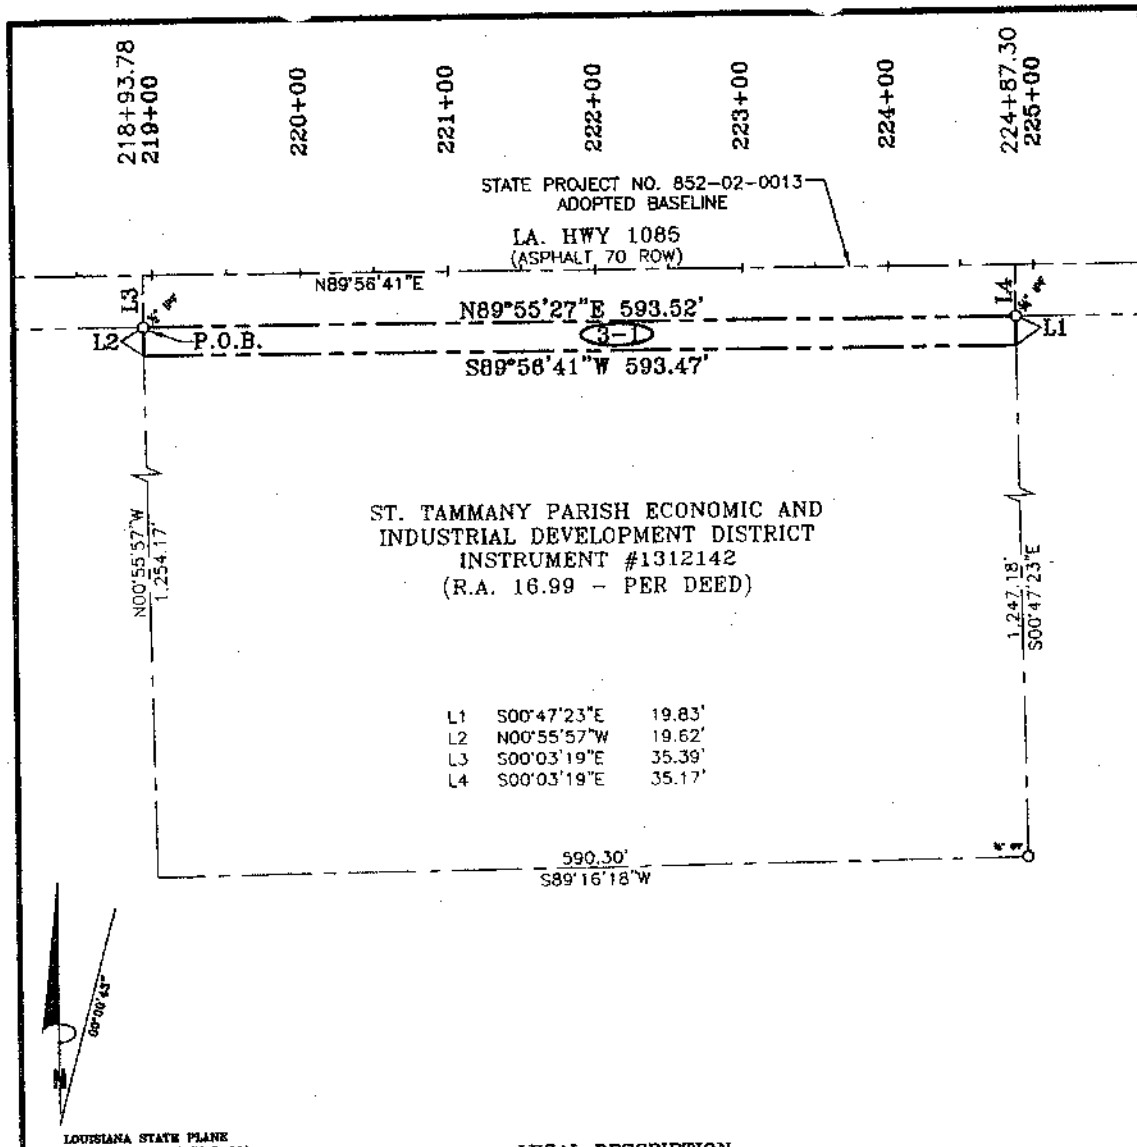 218+93.78
219+00
220+00
221+00
222+00
223+00
224+00
224+87.30
225+00
STATE PROJECT NO. 852-02-0013
ADOPTED BASELINE
LA. HWY 1085
(ASPHALT 70 ROW)
N89°56'41"E
L3
L4
N89°55'27"E 593.52'
L2
P.O.B.
3-1
L1
S89°56'41"W 593.47'
N00°55'57"W
1,254.17'
ST. TAMMANY PARISH ECONOMIC AND
INDUSTRIAL DEVELOPMENT DISTRICT
INSTRUMENT #1312142
(R.A. 16.99 - PER DEED)
1,247.18'
S00°47'23"E
L1 S00°47'23"E 19.83'
L2 N00°55'57"W 19.62'
L3 S00°03'19"E 35.39'
L4 S00°03'19"E 35.17'
590.30'
S89°16'18"W
00°00'43"
N
LOUISIANA STATE PLANE
LEGAL DESCRIPTION